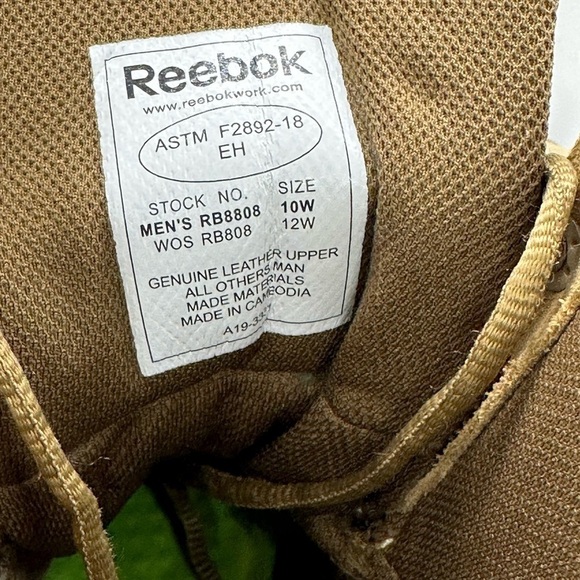 Reebok
www.reebokwork.com
ASTM F2892-18
EH
STOCK NO. SIZE
MEN'S RB8808 10W
WOS RB808 12W
GENUINE LEATHER UPPER
ALL OTHERS MAN
MADE MATERIALS
MADE IN CAMBODIA